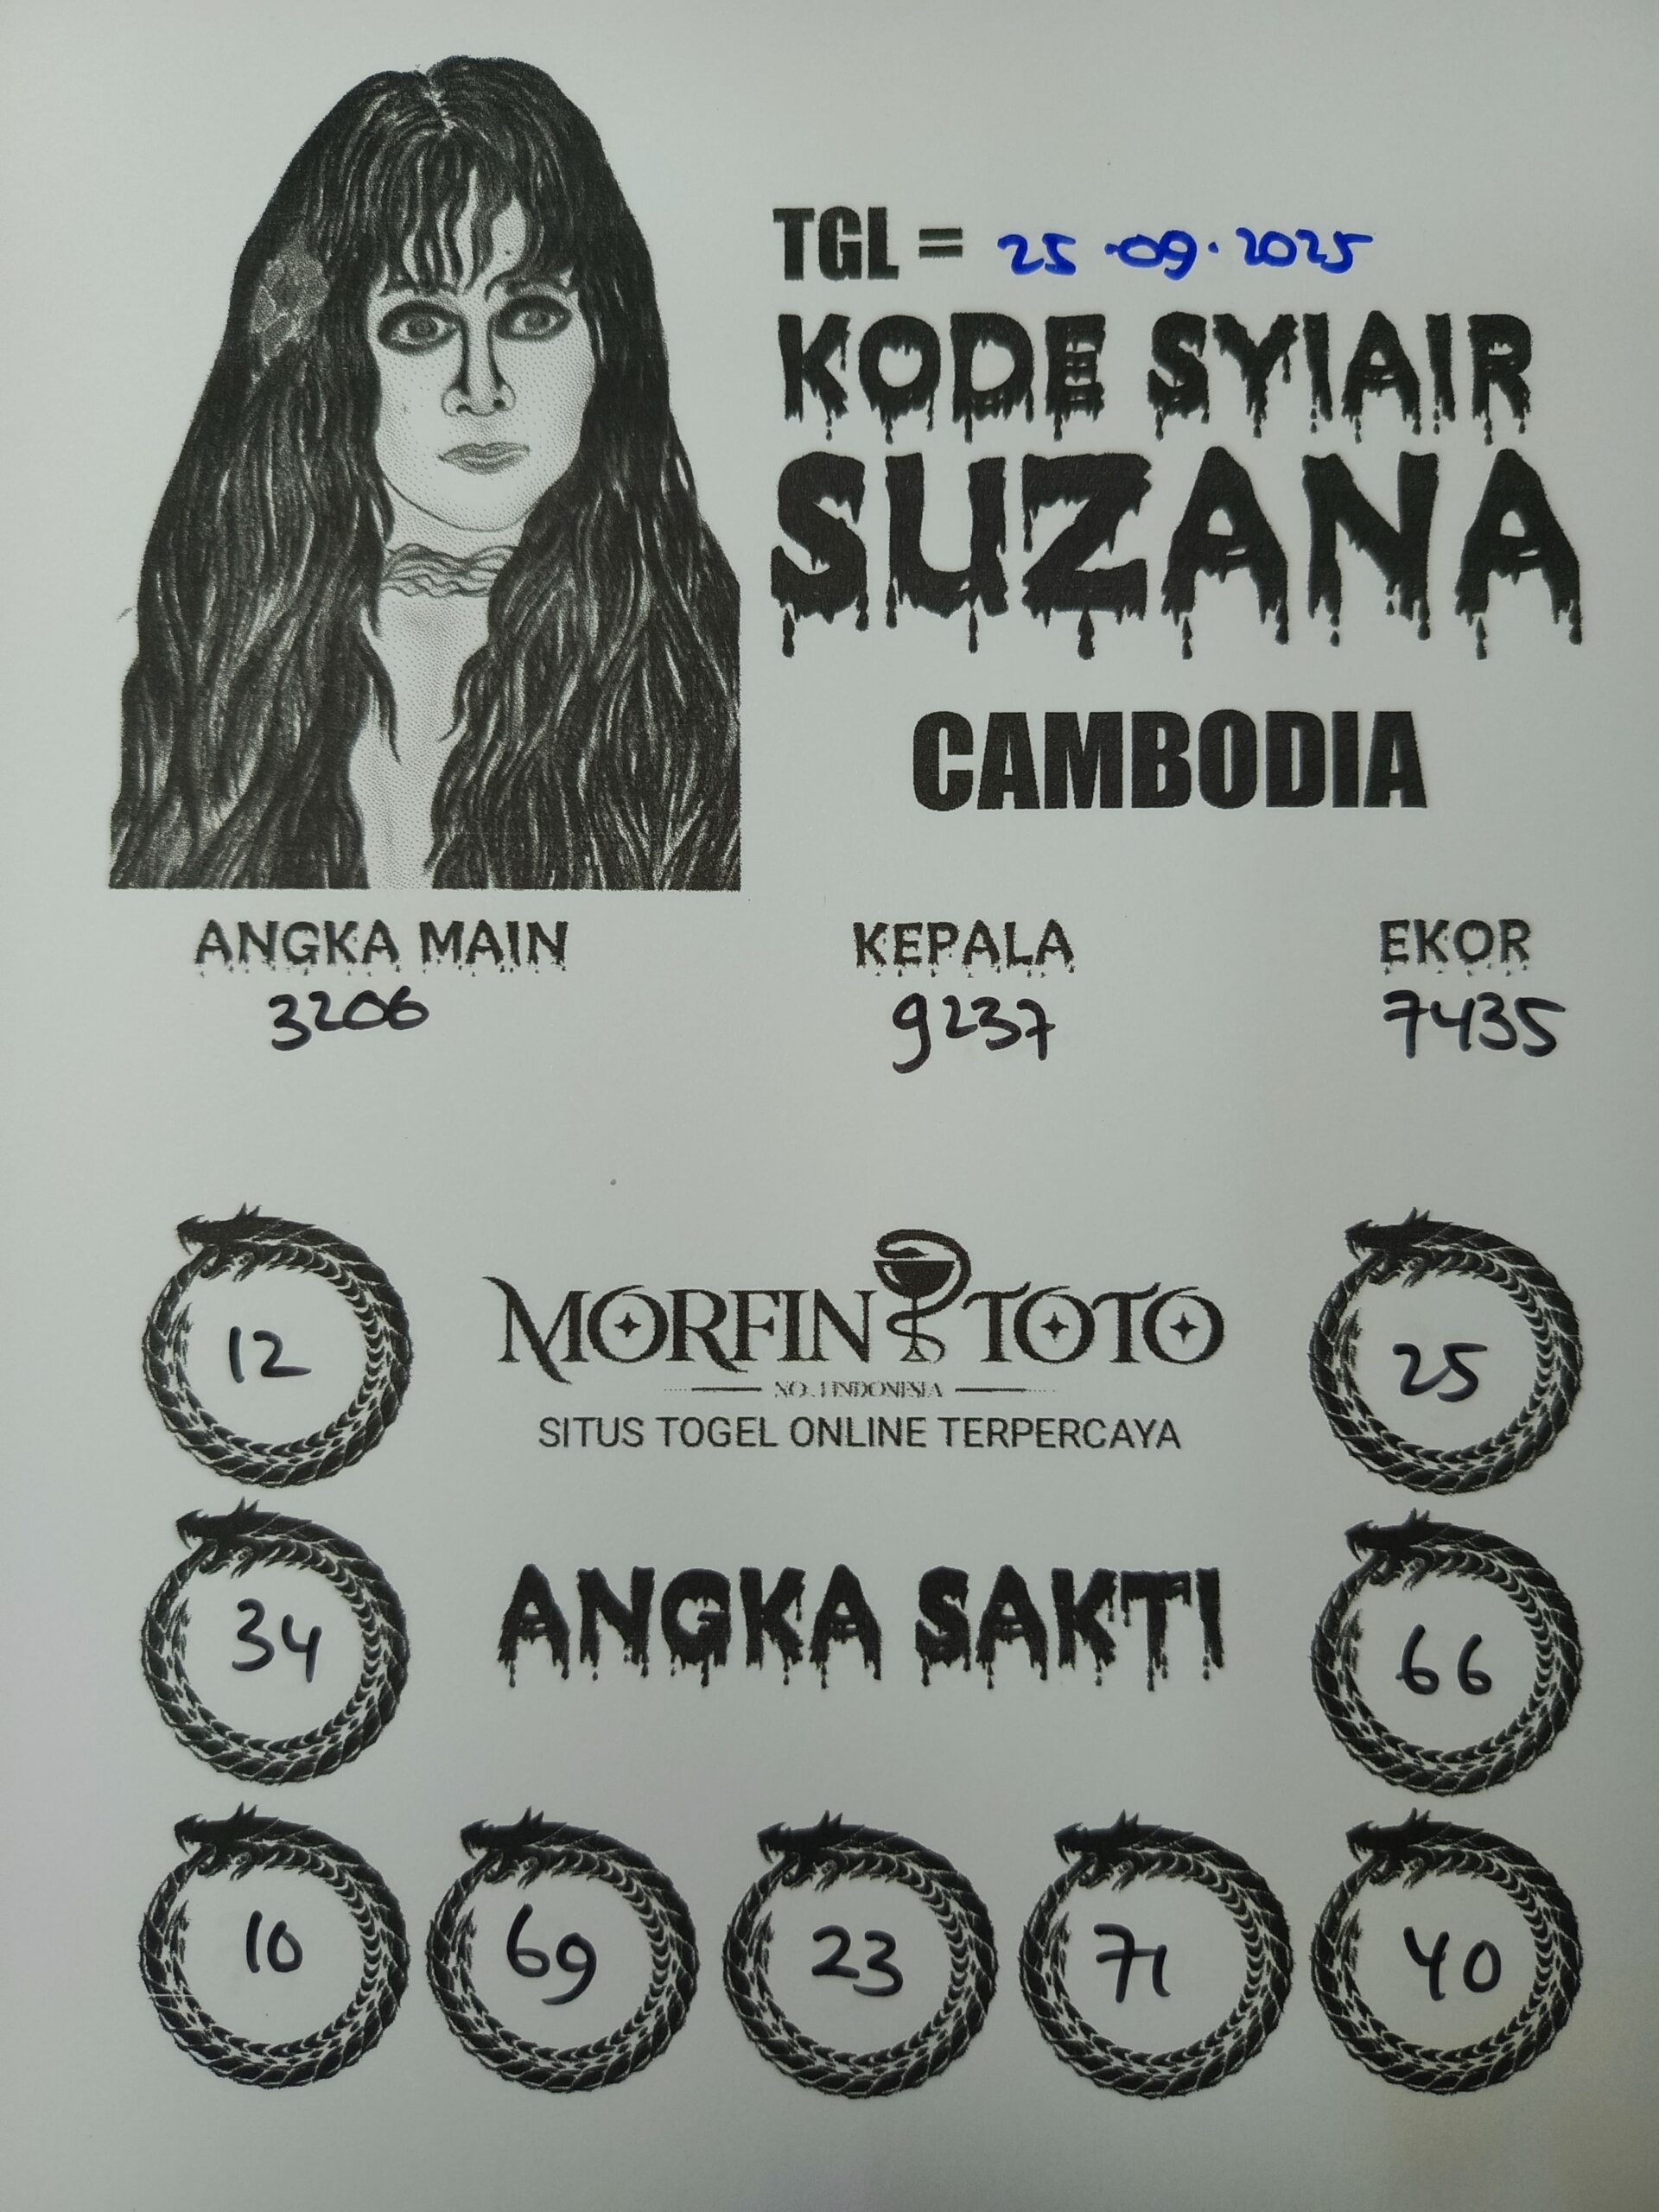 TGL = 25-09-2025
KODE SYIAIR
SUZANA
CAMBODIA
ANGKA MAIN KEPALA EKOR
3206 9237 7435
MORFIN TOTO
NO. 1 INDONESIA
SITUS TOGEL ONLINE TERPERCAYA
12 25
ANGKA SAKTI
34 66
10 69 23 71 40